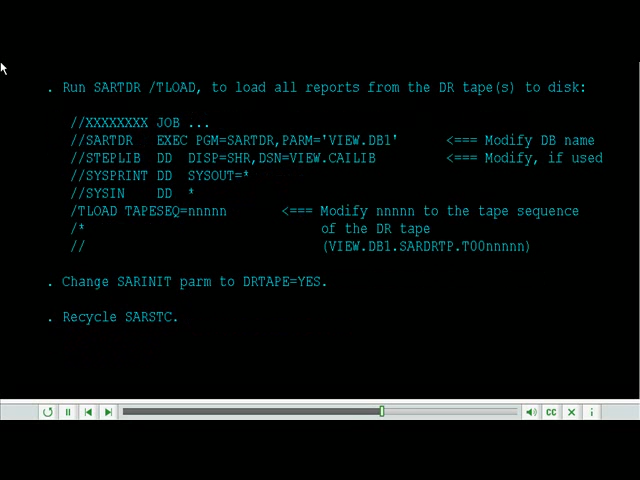 . Run SARTDR /TLOAD, to load all reports from the DR tape(s) to disk:
//XXXXXXXX JOB ...
//SARTDR EXEC PGM=SARTDR,PARM='VIEW.DB1' <=== Modify DB name
//STEPLIB DD DISP=SHR,DSN=VIEW.CAILIB <=== Modify, if used
//SYSPRINT DD SYSOUT=*
//SYSIN DD *
/TLOAD TAPESEQ=nnnnn <=== Modify nnnnn to the tape sequence
/* of the DR tape
// (VIEW.DB1.SARDRTP.T00nnnnn)
. Change SARINIT parm to DRTAPE=YES.
. Recycle SARSTC.
CC